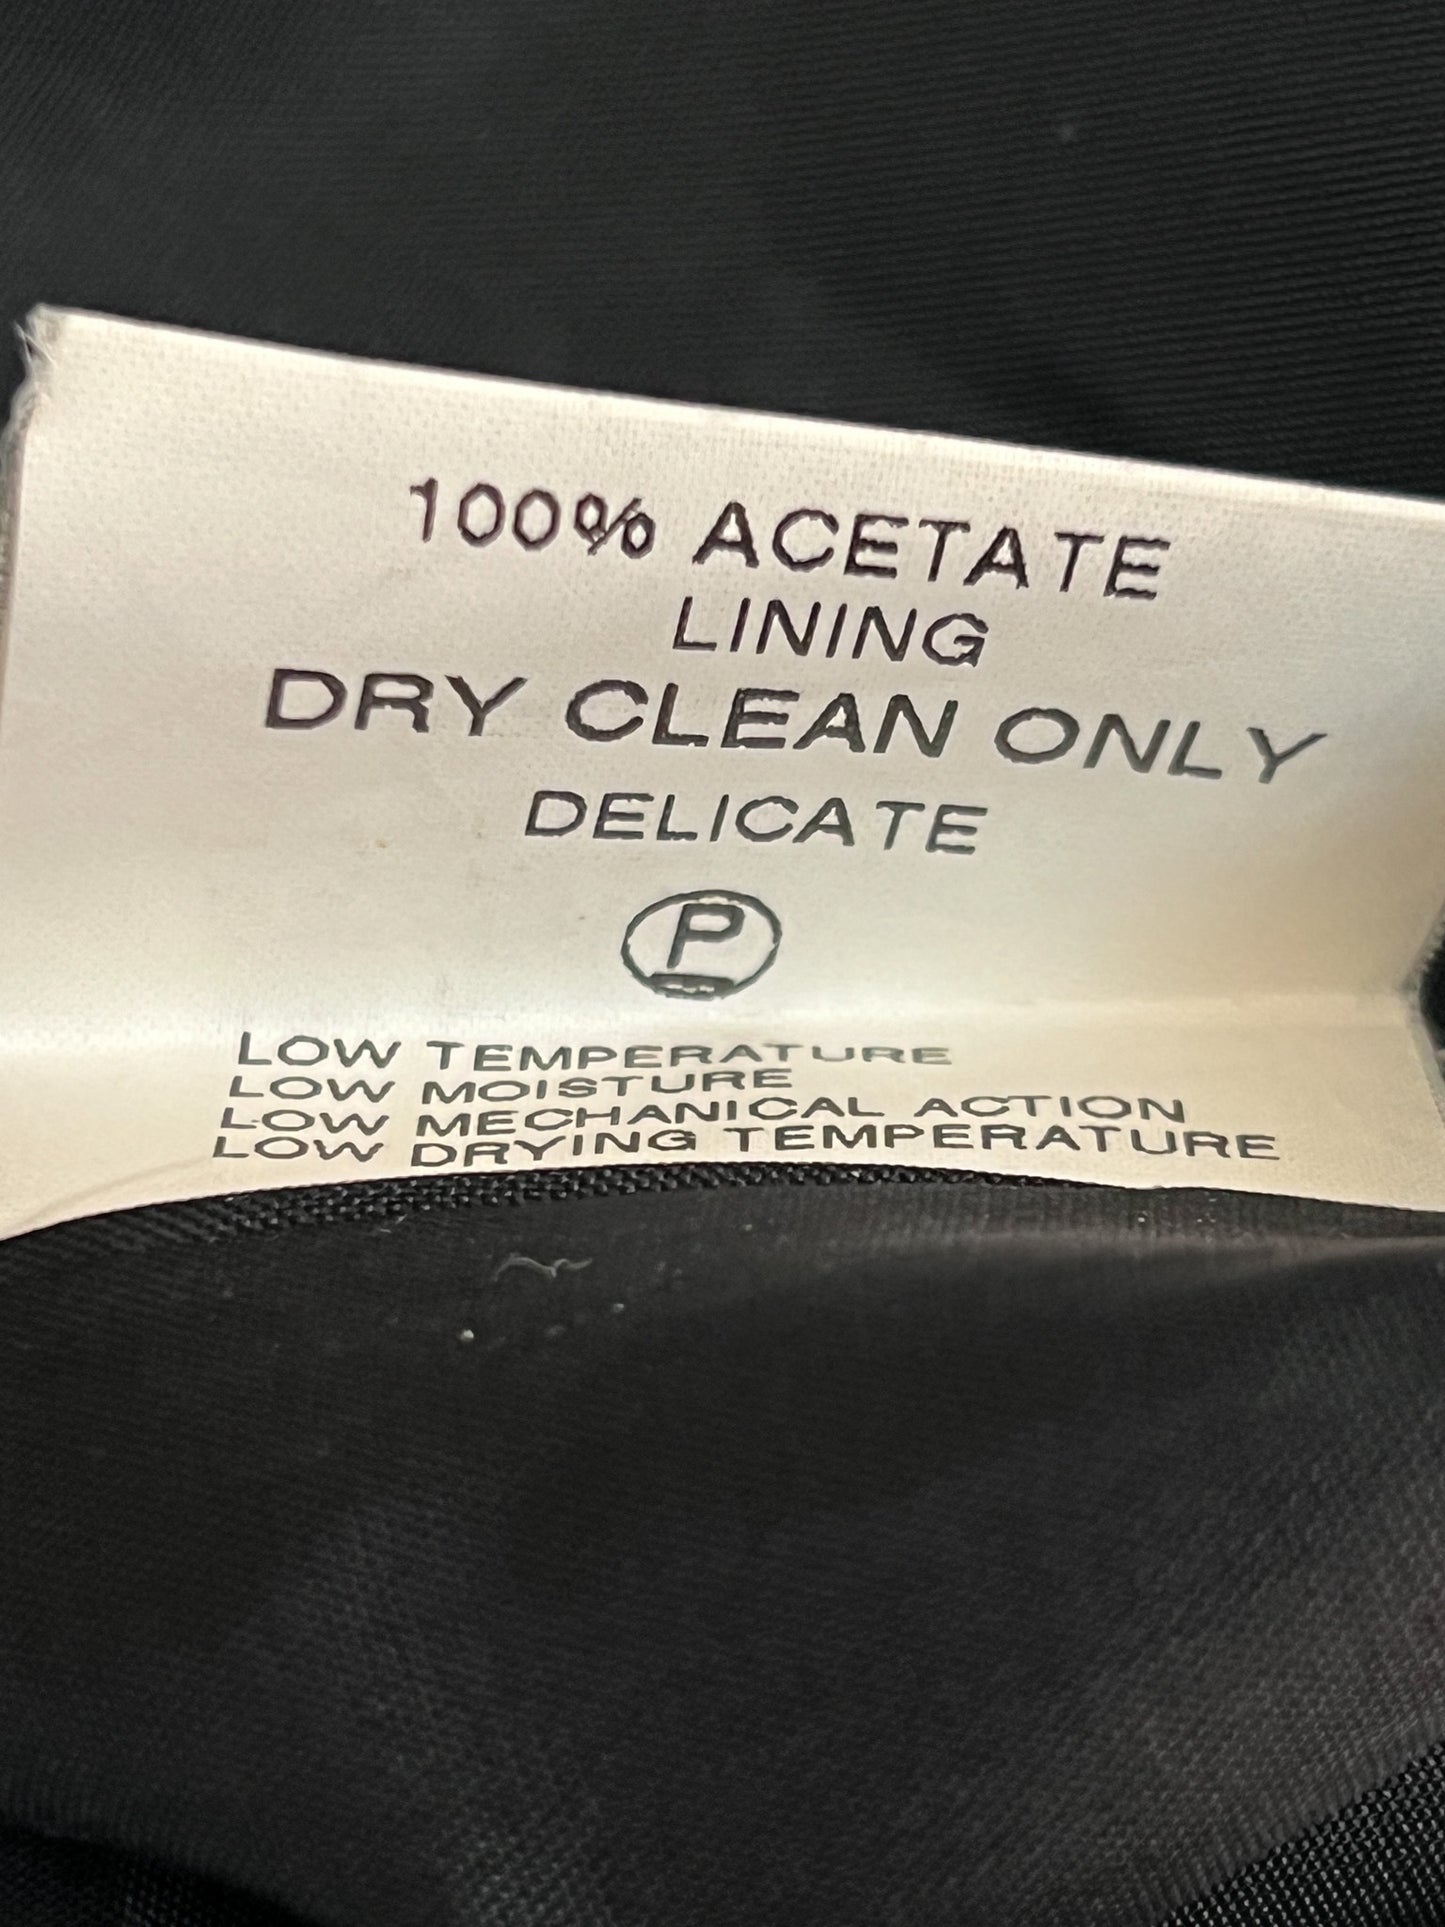 100% ACETATE
LINING
DRY CLEAN ONLY
DELICATE
P
LOW TEMPERATURE
LOW MOISTURE
LOW MECHANICAL ACTION
LOW DRYING TEMPERATURE